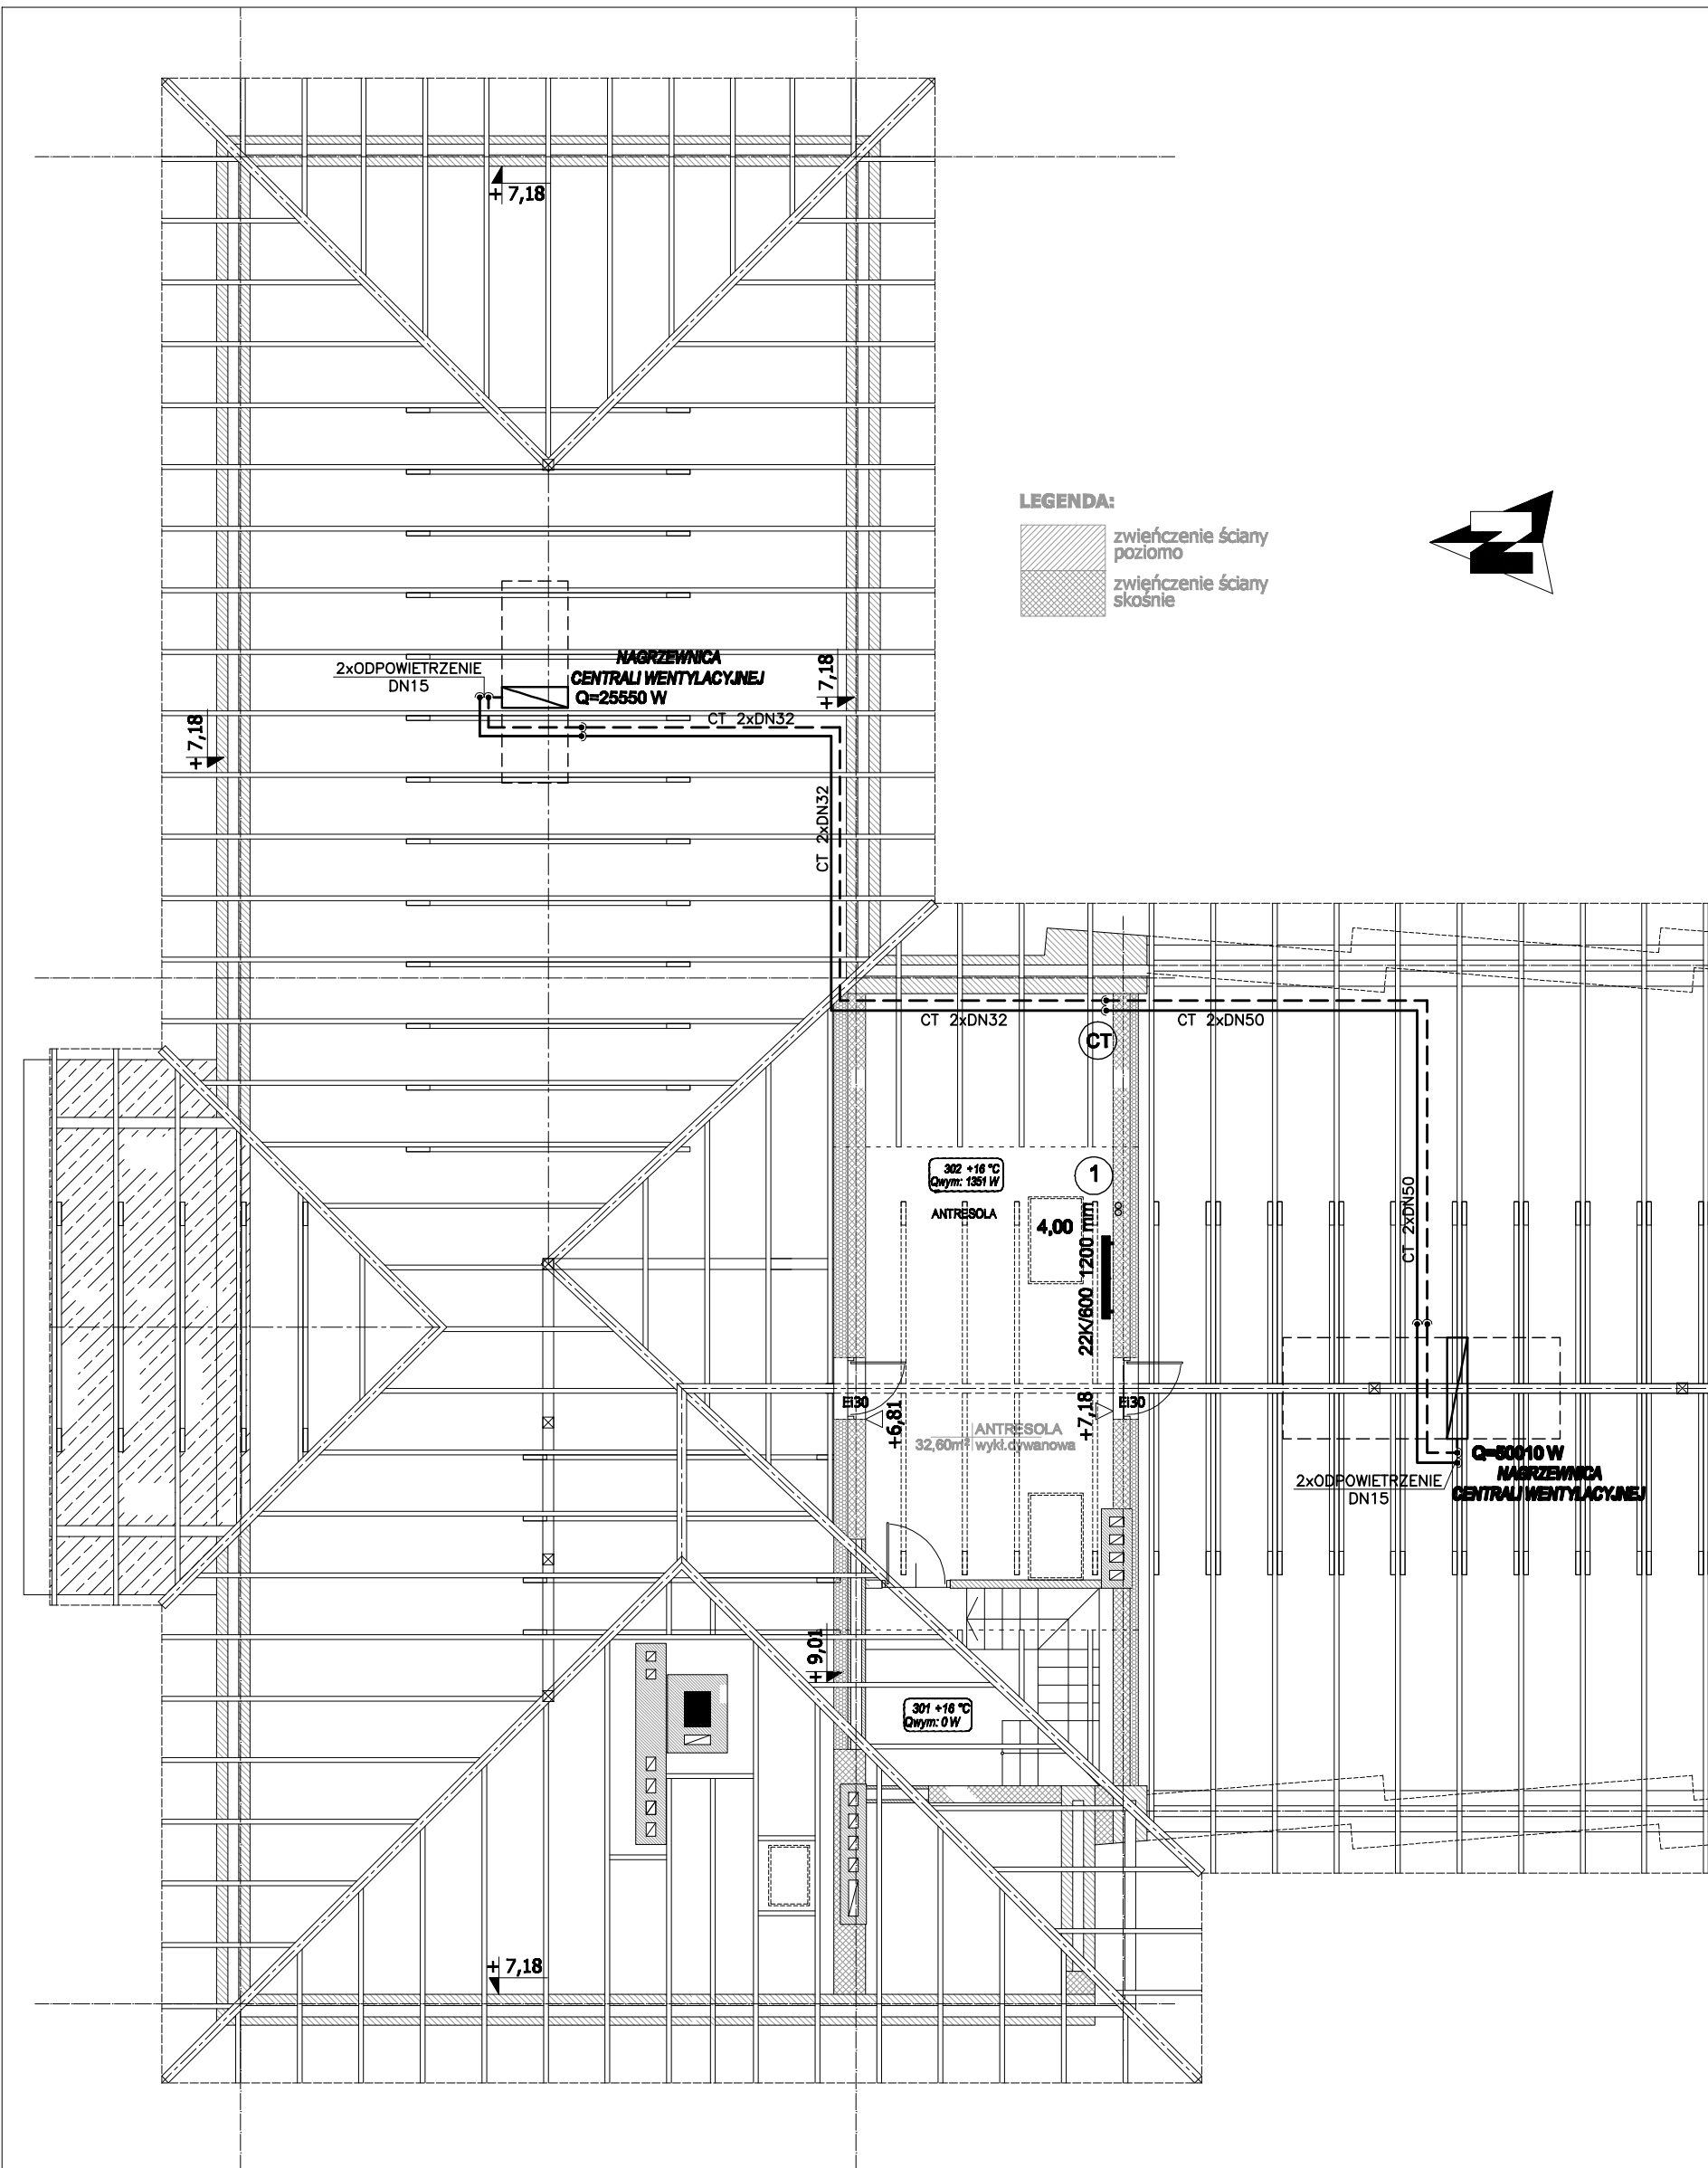 + 7,18
LEGENDA:
zwieńczenie ściany
poziomo
zwieńczenie ściany
skośnie
2xODPOWIETRZENIE
DN15
NAGRZEWNICA
CENTRALI WENTYLACYJNEJ
Q=25550 W
+ 7,18
+ 7,18
CT 2xDN32
CT 2xDN32
CT 2xDN32
CT 2xDN50
CT
302 +16 °C
Qwym: 1351 W
ANTRESOLA
1
4,00
22K/600 1200 mm
CT 2xDN50
EI30
EI30
+6,81
+7,18
ANTRESOLA
32,60m² wykł.dywanowa
Q=50010 W
NAGRZEWNICA
CENTRALI WENTYLACYJNEJ
2xODPOWIETRZENIE
DN15
+ 9,01
301 +16 °C
Qwym: 0 W
+ 7,18